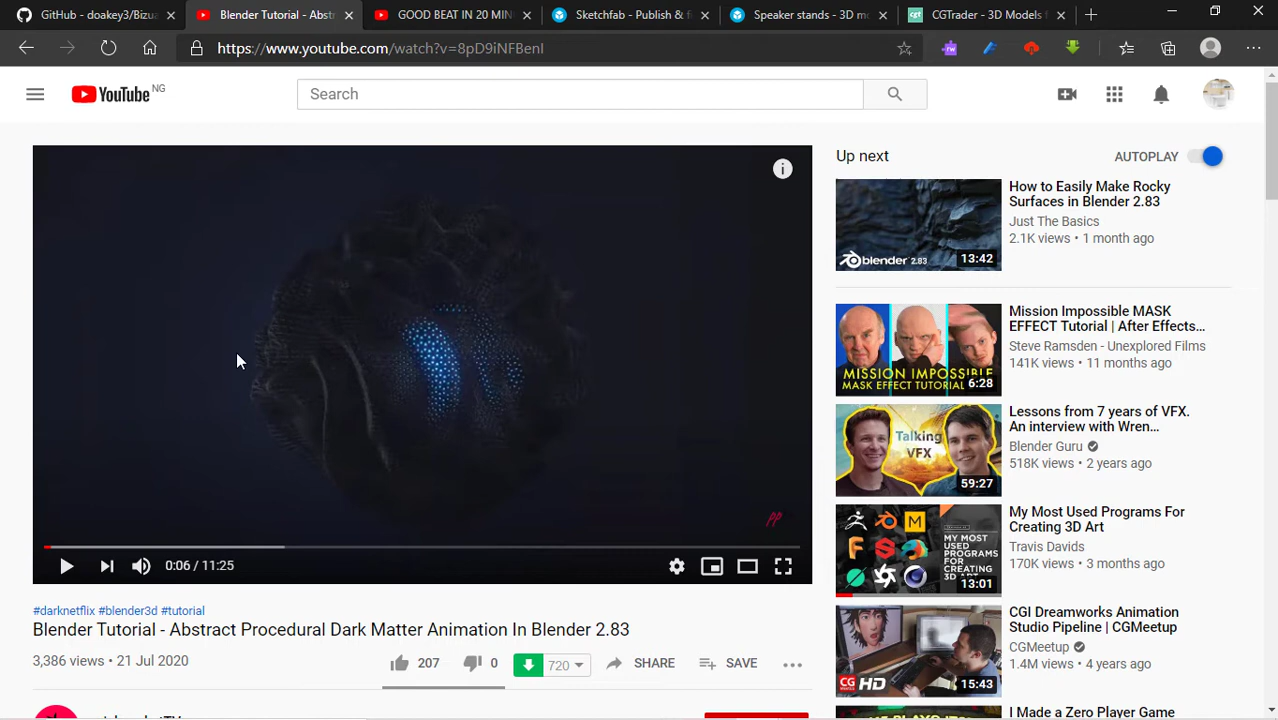 GitHub - doakey3/Bizua
Blender Tutorial - Abstr
GOOD BEAT IN 20 MIN
Sketchfab - Publish & f
Speaker stands - 3D mo
CGTrader - 3D Models f
https://www.youtube.com/watch?v=8pD9iNFBenI
YouTube NG
Search
Up next
AUTOPLAY
How to Easily Make Rocky
Surfaces in Blender 2.83
Just The Basics
2.1K views • 1 month ago
blender 2.83
13:42
Mission Impossible MASK
EFFECT Tutorial | After Effects...
Steve Ramsden - Unexplored Films
141K views • 11 months ago
MISSION IMPOSSIBLE
MASK EFFECT TUTORIAL
6:28
Lessons from 7 years of VFX.
An interview with Wren...
Blender Guru
518K views • 2 years ago
Talking
VFX
59:27
My Most Used Programs For
Creating 3D Art
Travis Davids
170K views • 3 months ago
MY MOST
USED
PROGRAMS
FOR
CREATING
3D ART
13:01
CGI Dreamworks Animation
Studio Pipeline | CGMeetup
CGMeetup
1.4M views • 4 years ago
CG HD
15:43
I Made a Zero Player Game
PP
0:06 / 11:25
#darknetflix #blender3d #tutorial
Blender Tutorial - Abstract Procedural Dark Matter Animation In Blender 2.83
3,386 views • 21 Jul 2020
207
0
720
SHARE
SAVE